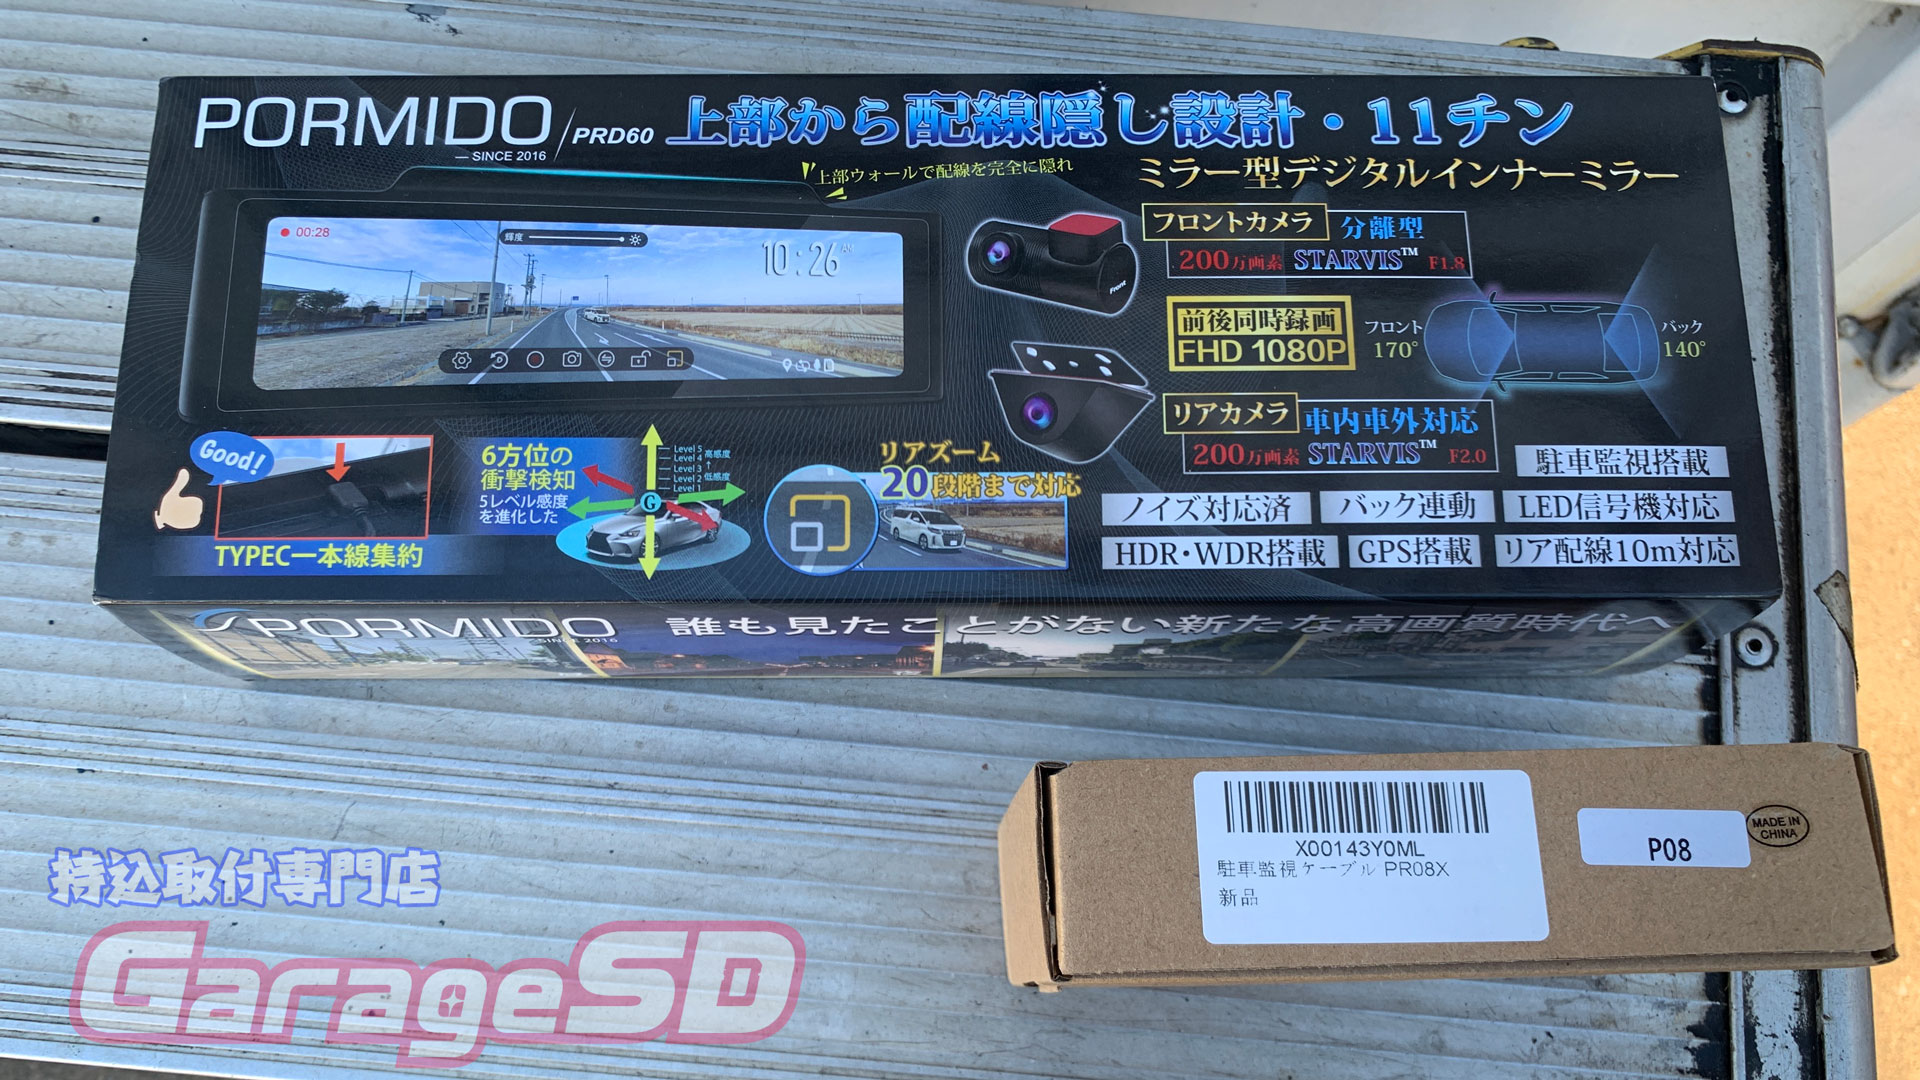 PORMIDO
— SINCE 2016
PRD60
上部から配線隠し設計・11チン
上部ウォールで配線を完全に隠れ
ミラー型デジタルインナーミラー
00:28
輝度
10:26 AM
Front
フロントカメラ 分離型
200万画素 STARVIS™ F1.8
前後同時録画
FHD 1080P
フロント
170°
バック
140°
リアカメラ 車内車外対応
200万画素 STARVIS™ F2.0
Good!
TYPEC一本線集約
6方位の
衝撃検知
5レベル感度
を進化した
Level 5 高感度
Level 4
Level 3
Level 2 低感度
Level 1
G
リアズーム
20段階まで対応
駐車監視搭載
ノイズ対応済
バック連動
LED信号機対応
HDR・WDR搭載
GPS搭載
リア配線10m対応
PORMIDO
SINCE 2016
誰も見たことがない新たな高画質時代へ
X00143Y0ML
駐車監視ケーブル PR08X
新品
P08
MADE IN
CHINA
持込取付専門店
GarageSD